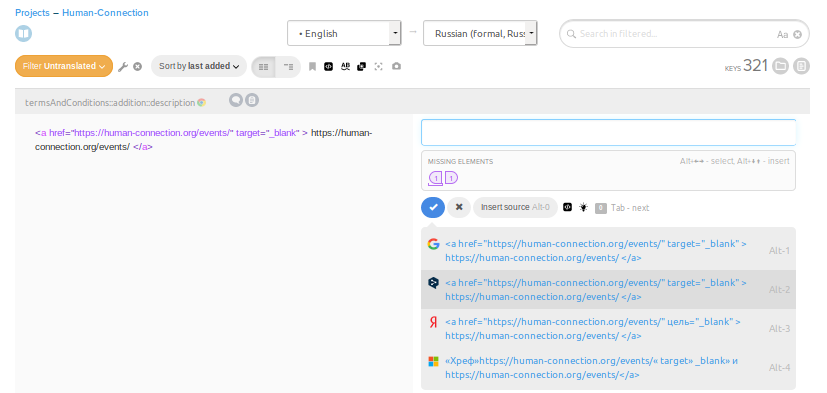 Projects – Human-Connection
• English
→
Russian (formal, Russ
Search in filtered...
Aa
Filter Untranslated
Sort by last added
KEYS 321
termsAndConditions::addition::description
<a href="https://human-connection.org/events/" target="_blank" > https://human-
connection.org/events/ </a>
MISSING ELEMENTS
- select, Alt
- insert
1 1
Insert source Alt-0
0 Tab - next
<a href="https://human-connection.org/events/" target="_blank" >
https://human-connection.org/events/ </a>
Alt-1
<a href="https://human-connection.org/events/" target="_blank" >
https://human-connection.org/events/ </a>
Alt-2
Я
<a href="https://human-connection.org/events/" цель="_blank" >
https://human-connection.org/events/ </a>
Alt-3
«Хреф»https://human-connection.org/events/« target» _blank» и
https://human-connection.org/events/</a>
Alt-4